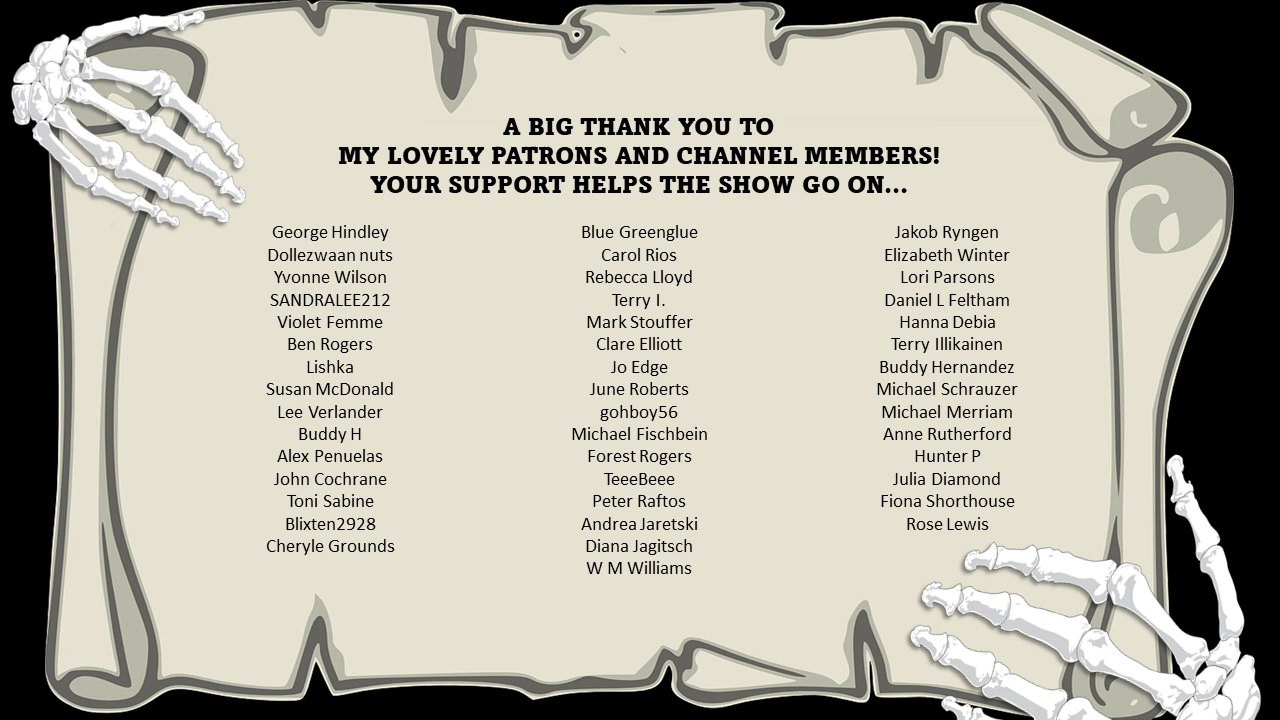 A BIG THANK YOU TO
MY LOVELY PATRONS AND CHANNEL MEMBERS!
YOUR SUPPORT HELPS THE SHOW GO ON...
George Hindley
Dollezwaan nuts
Yvonne Wilson
SANDRALEE212
Violet Femme
Ben Rogers
Lishka
Susan McDonald
Lee Verlander
Buddy H
Alex Penuelas
John Cochrane
Toni Sabine
Blixten2928
Cheryle Grounds
Blue Greenglue
Carol Rios
Rebecca Lloyd
Terry I.
Mark Stouffer
Clare Elliott
Jo Edge
June Roberts
gohboy56
Michael Fischbein
Forest Rogers
TeeeBeee
Peter Raftos
Andrea Jaretski
Diana Jagitsch
W M Williams
Jakob Ryngen
Elizabeth Winter
Lori Parsons
Daniel L Feltham
Hanna Debia
Terry Illikainen
Buddy Hernandez
Michael Schrauzer
Michael Merriam
Anne Rutherford
Hunter P
Julia Diamond
Fiona Shorthouse
Rose Lewis